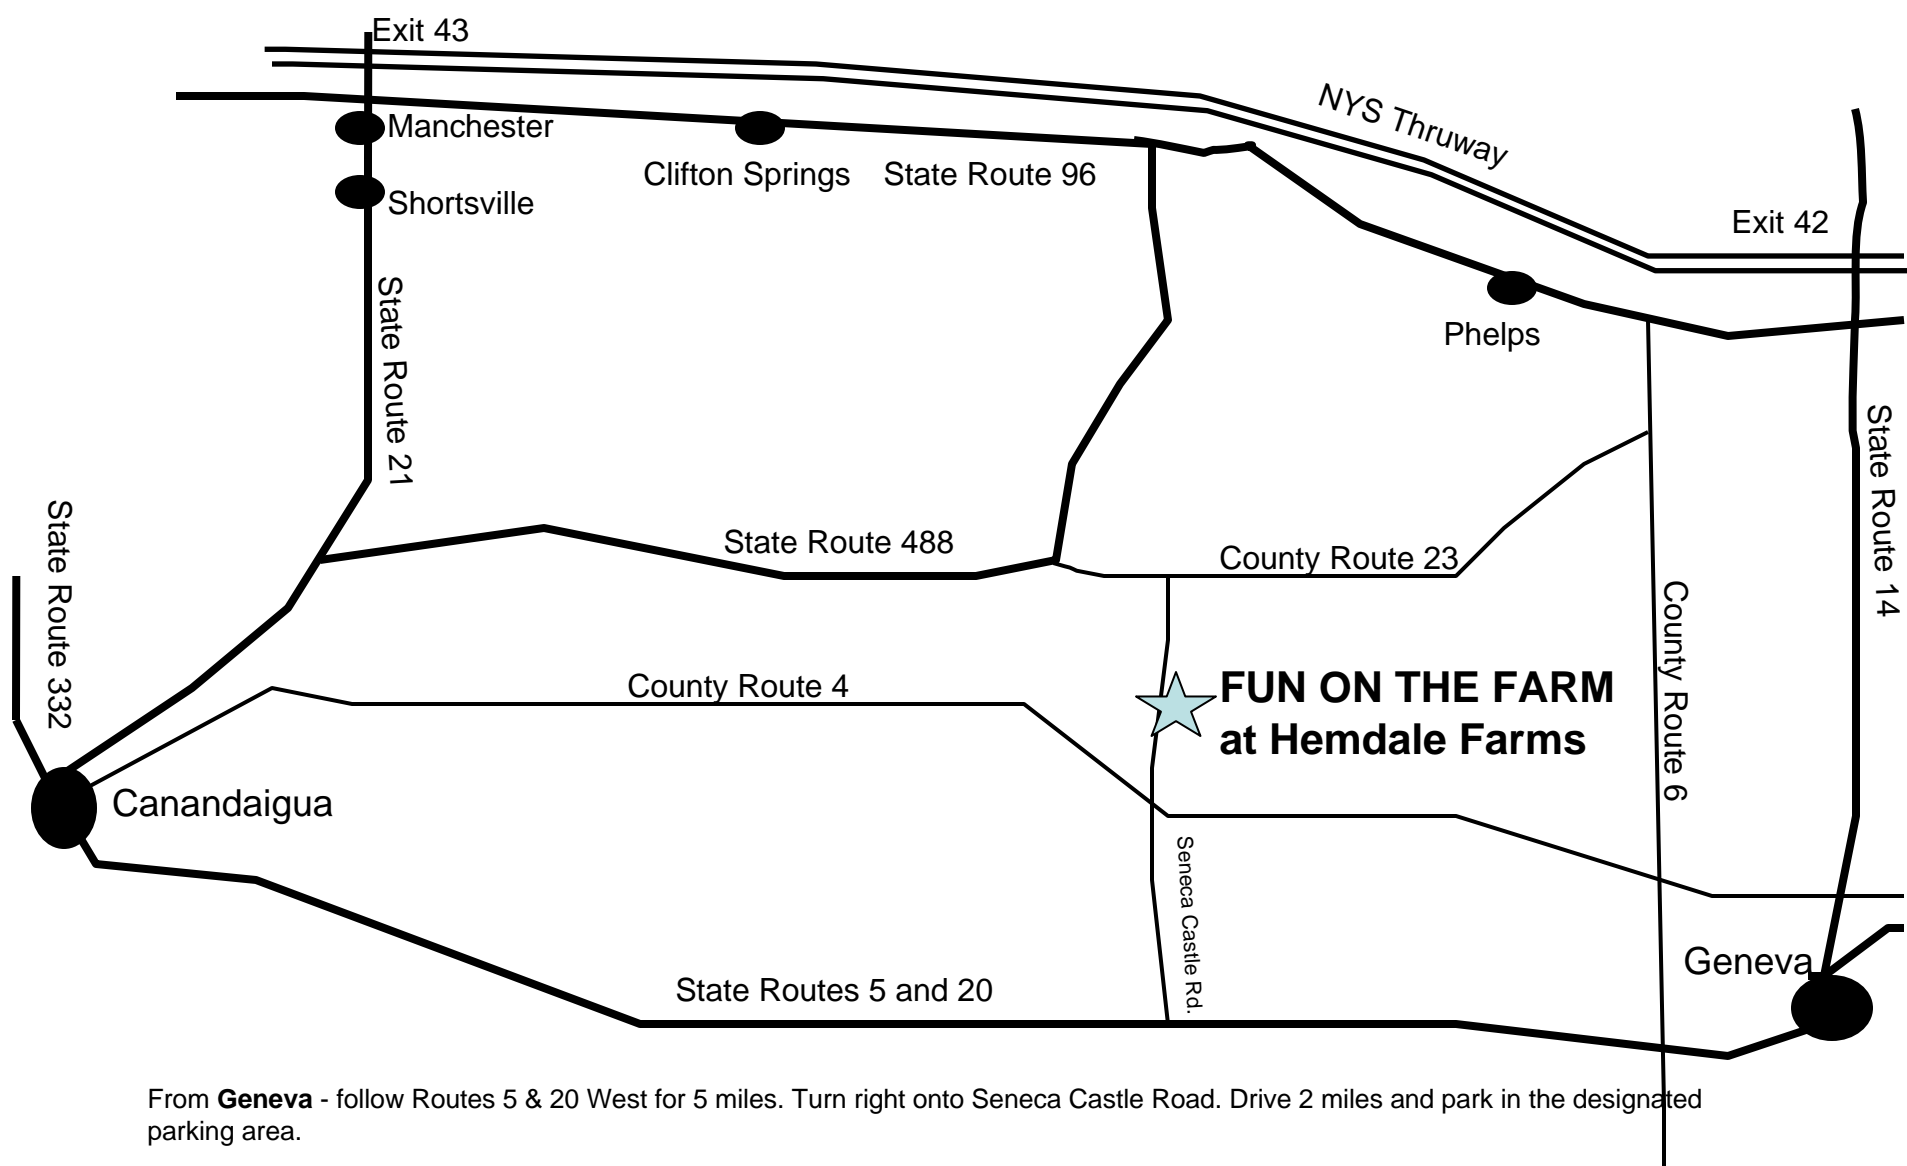 Exit 43
NYS Thruway
Manchester
Clifton Springs
State Route 96
Shortsville
Exit 42
Phelps
State Route 21
State Route 14
State Route 332
State Route 488
County Route 23
County Route 6
County Route 4
FUN ON THE FARM
at Hemdale Farms
Canandaigua
Seneca Castle Rd.
Geneva
State Routes 5 and 20
From Geneva - follow Routes 5 & 20 West for 5 miles. Turn right onto Seneca Castle Road. Drive 2 miles and park in the designated
parking area.